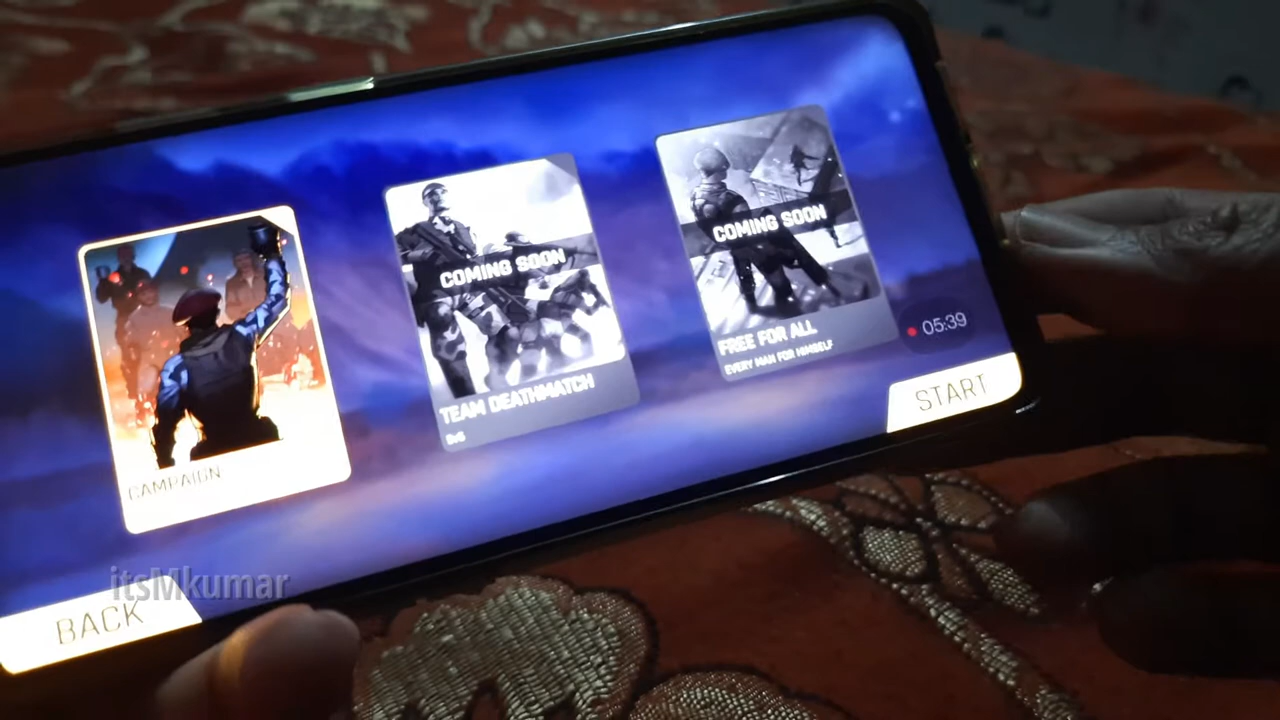 COMING SOON
COMING SOON
CAMPAIGN
TEAM DEATHMATCH
FREE FOR ALL
EVERY MAN FOR HIMSELF
05:39
START
BACK
itsMkumar